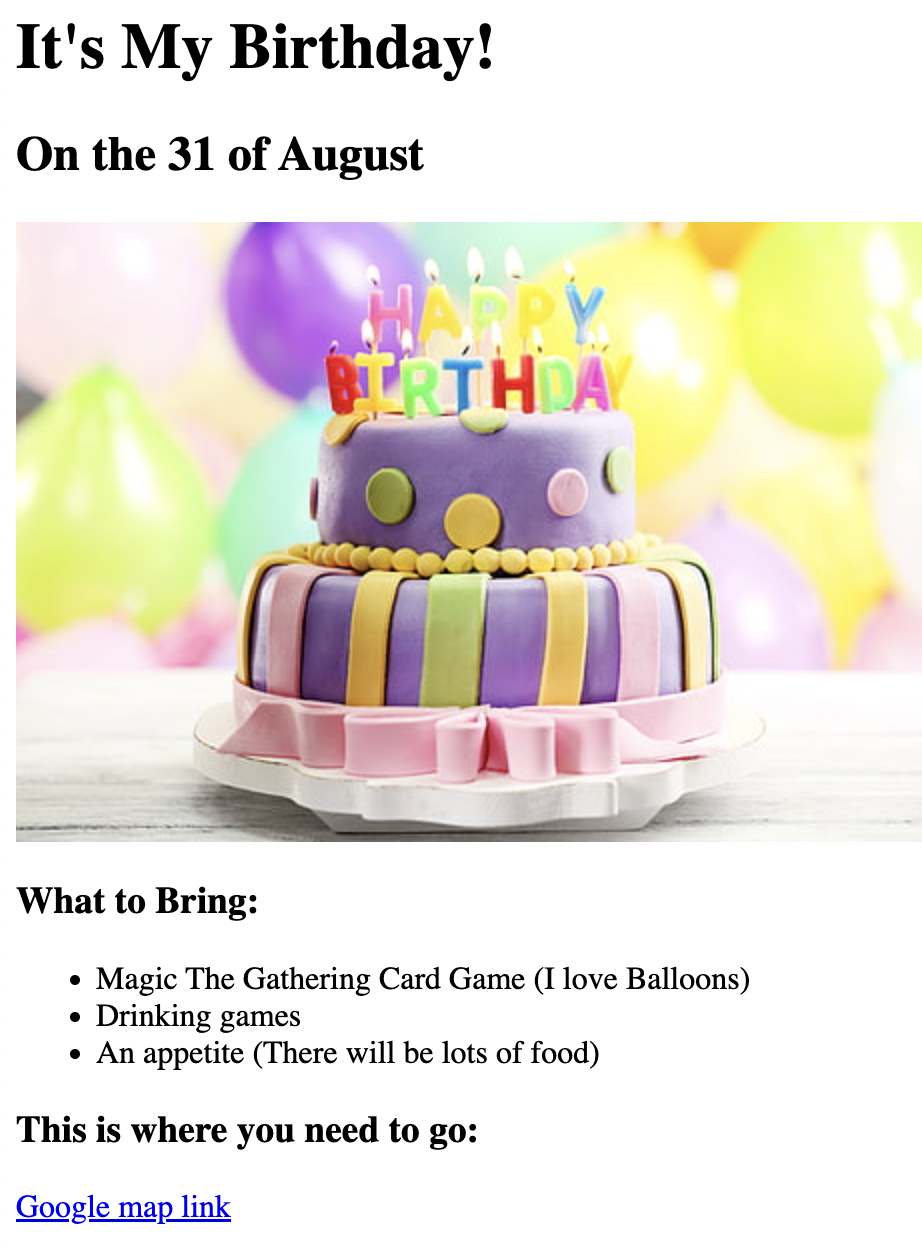 It's My Birthday!
On the 31 of August
HAPPY
BIRTHDAY
What to Bring:
• Magic The Gathering Card Game (I love Balloons)
• Drinking games
• An appetite (There will be lots of food)
This is where you need to go:
Google map link